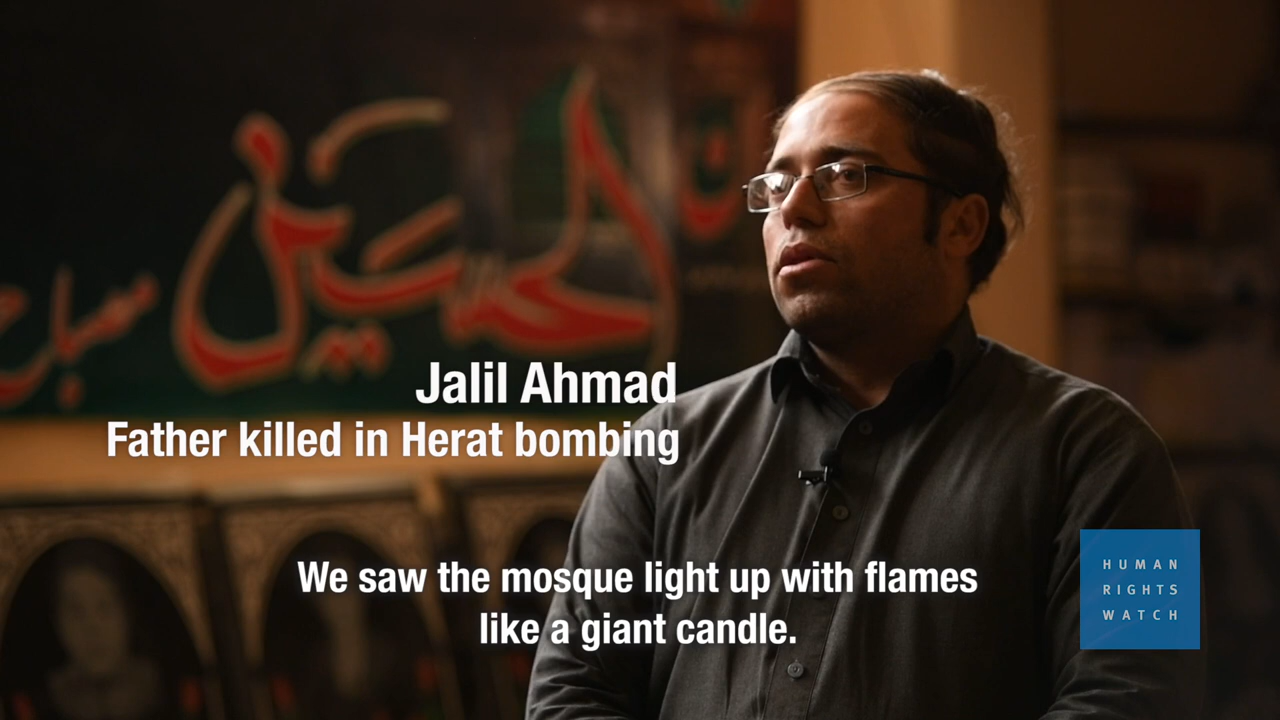 الحسين
Jalil Ahmad
Father killed in Herat bombing
We saw the mosque light up with flames
like a giant candle.
HUMAN
RIGHTS
WATCH